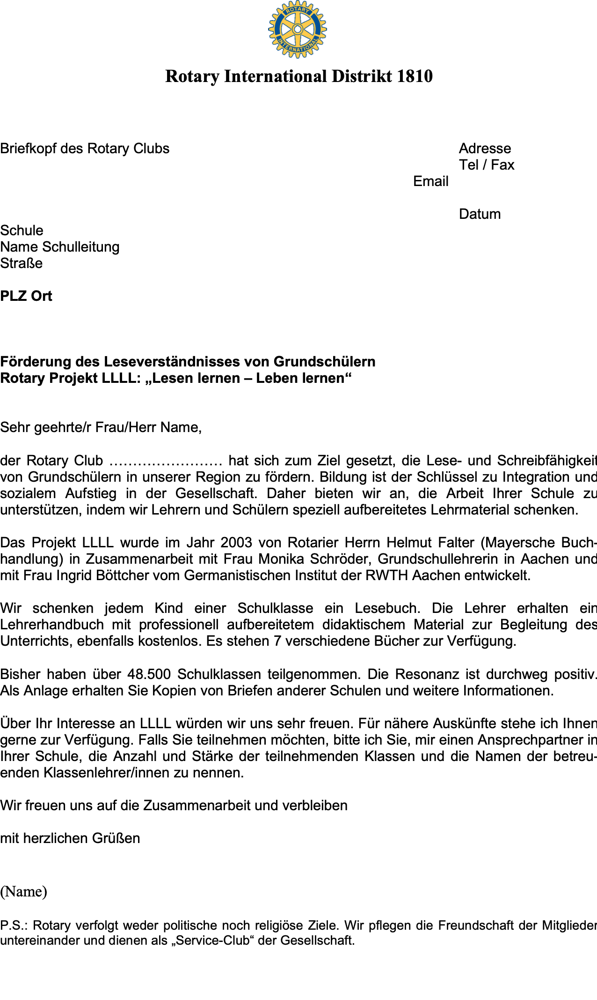 ROTARY
INTERNATIONAL
Rotary International Distrikt 1810
Briefkopf des Rotary Clubs Adresse
Tel / Fax
Email
Datum
Schule
Name Schulleitung
Straße
PLZ Ort
Förderung des Leseverständnisses von Grundschülern
Rotary Projekt LLLL: „Lesen lernen – Leben lernen“
Sehr geehrte/r Frau/Herr Name,
der Rotary Club …………………… hat sich zum Ziel gesetzt, die Lese- und Schreibfähigkeit
von Grundschülern in unserer Region zu fördern. Bildung ist der Schlüssel zu Integration und
sozialem Aufstieg in der Gesellschaft. Daher bieten wir an, die Arbeit Ihrer Schule zu
unterstützen, indem wir Lehrern und Schülern speziell aufbereitetes Lehrmaterial schenken.
Das Projekt LLLL wurde im Jahr 2003 von Rotarier Herrn Helmut Falter (Mayersche Buch-
handlung) in Zusammenarbeit mit Frau Monika Schröder, Grundschullehrerin in Aachen und
mit Frau Ingrid Böttcher vom Germanistischen Institut der RWTH Aachen entwickelt.
Wir schenken jedem Kind einer Schulklasse ein Lesebuch. Die Lehrer erhalten ein
Lehrerhandbuch mit professionell aufbereitetem didaktischem Material zur Begleitung des
Unterrichts, ebenfalls kostenlos. Es stehen 7 verschiedene Bücher zur Verfügung.
Bisher haben über 48.500 Schulklassen teilgenommen. Die Resonanz ist durchweg positiv.
Als Anlage erhalten Sie Kopien von Briefen anderer Schulen und weitere Informationen.
Über Ihr Interesse an LLLL würden wir uns sehr freuen. Für nähere Auskünfte stehe ich Ihnen
gerne zur Verfügung. Falls Sie teilnehmen möchten, bitte ich Sie, mir einen Ansprechpartner in
Ihrer Schule, die Anzahl und Stärke der teilnehmenden Klassen und die Namen der betreu-
enden Klassenlehrer/innen zu nennen.
Wir freuen uns auf die Zusammenarbeit und verbleiben
mit herzlichen Grüßen
(Name)
P.S.: Rotary verfolgt weder politische noch religiöse Ziele. Wir pflegen die Freundschaft der Mitglieder
untereinander und dienen als „Service-Club“ der Gesellschaft.